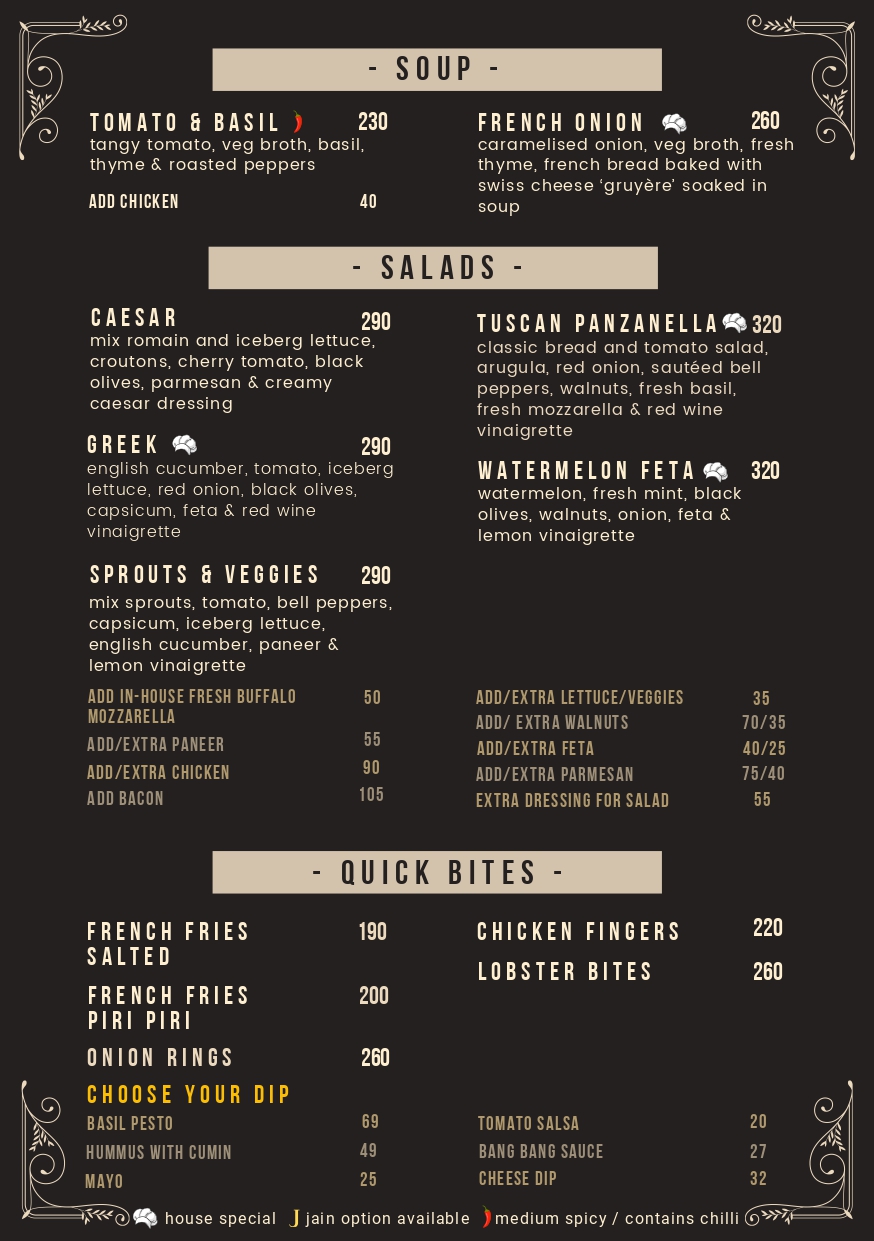 - SOUP -
TOMATO & BASIL 230
tangy tomato, veg broth, basil,
thyme & roasted peppers
ADD CHICKEN 40
FRENCH ONION 260
caramelised onion, veg broth, fresh
thyme, french bread baked with
swiss cheese ‘gruyère’ soaked in
soup
- SALADS -
CAESAR 290
mix romain and iceberg lettuce,
croutons, cherry tomato, black
olives, parmesan & creamy
caesar dressing
GREEK 290
english cucumber, tomato, iceberg
lettuce, red onion, black olives,
capsicum, feta & red wine
vinaigrette
SPROUTS & VEGGIES 290
mix sprouts, tomato, bell peppers,
capsicum, iceberg lettuce,
english cucumber, paneer &
lemon vinaigrette
TUSCAN PANZANELLA 320
classic bread and tomato salad,
arugula, red onion, sautéed bell
peppers, walnuts, fresh basil,
fresh mozzarella & red wine
vinaigrette
WATERMELON FETA 320
watermelon, fresh mint, black
olives, walnuts, onion, feta &
lemon vinaigrette
ADD IN-HOUSE FRESH BUFFALO 50
MOZZARELLA
ADD/EXTRA PANEER 55
ADD/EXTRA CHICKEN 90
ADD BACON 105
ADD/EXTRA LETTUCE/VEGGIES 35
ADD/ EXTRA WALNUTS 70/35
ADD/EXTRA FETA 40/25
ADD/EXTRA PARMESAN 75/40
EXTRA DRESSING FOR SALAD 55
- QUICK BITES -
FRENCH FRIES 190
SALTED
FRENCH FRIES 200
PIRI PIRI
ONION RINGS 260
CHICKEN FINGERS 220
LOBSTER BITES 260
CHOOSE YOUR DIP
BASIL PESTO 69
HUMMUS WITH CUMIN 49
MAYO 25
TOMATO SALSA 20
BANG BANG SAUCE 27
CHEESE DIP 32
house special J jain option available medium spicy / contains chilli